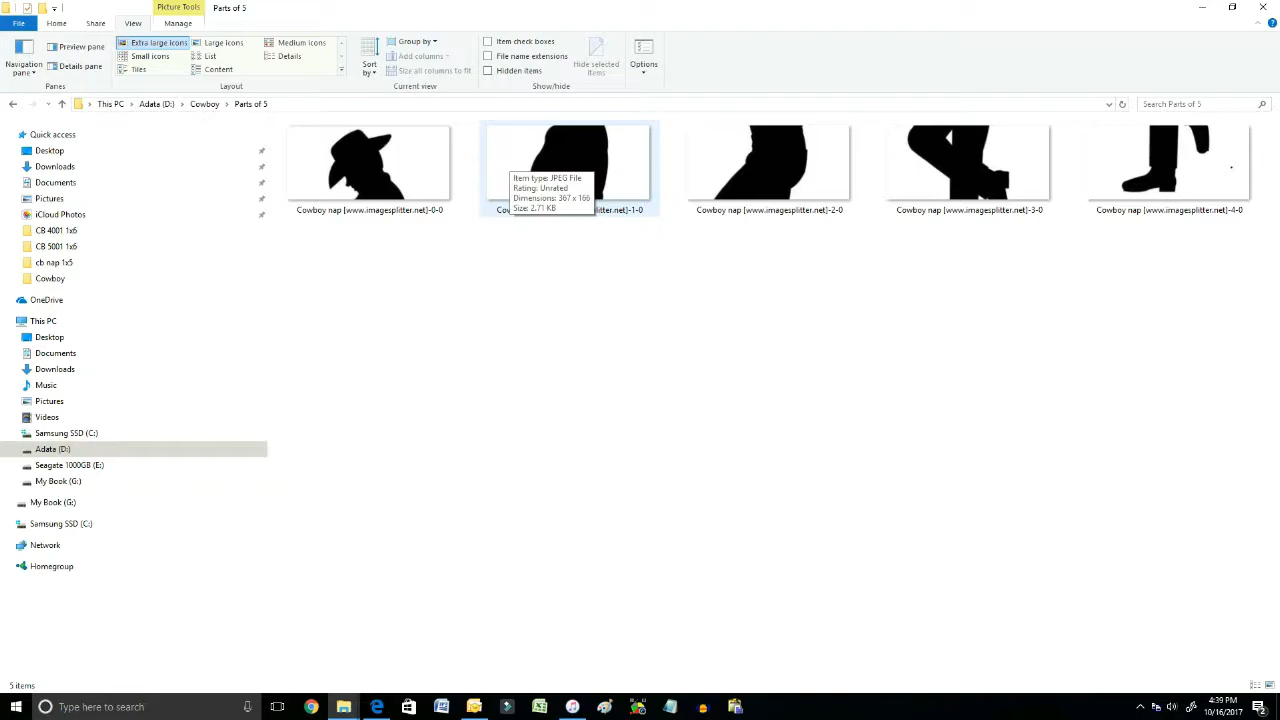 Picture Tools
Parts of 5
File
Home
Share
View
Manage
Navigation pane
Preview pane
Details pane
Panes
Extra large icons
Large icons
Medium icons
Small icons
List
Details
Tiles
Content
Layout
Sort by
Group by
Add columns
Size all columns to fit
Current view
Item check boxes
File name extensions
Hidden items
Hide selected items
Show/hide
Options
This PC
Adata (D:)
Cowboy
Parts of 5
Search Parts of 5
Quick access
Desktop
Downloads
Documents
Pictures
iCloud Photos
CB 4001 1x6
CB 5001 1x6
cb nap 1x5
Cowboy
OneDrive
This PC
Desktop
Documents
Downloads
Music
Pictures
Videos
Samsung SSD (C:)
Adata (D:)
Seagate 1000GB (E:)
My Book (G:)
My Book (G:)
Samsung SSD (C:)
Network
Homegroup
Item type: JPEG File
Rating: Unrated
Dimensions: 367 x 166
Size: 2.71 KB
Cowboy nap [www.imagesplitter.net]-0-0
litter.net]-1-0
Cowboy nap [www.imagesplitter.net]-2-0
Cowboy nap [www.imagesplitter.net]-3-0
Cowboy nap [www.imagesplitter.net]-4-0
5 items
Type here to search
4:39 PM
10/16/2017